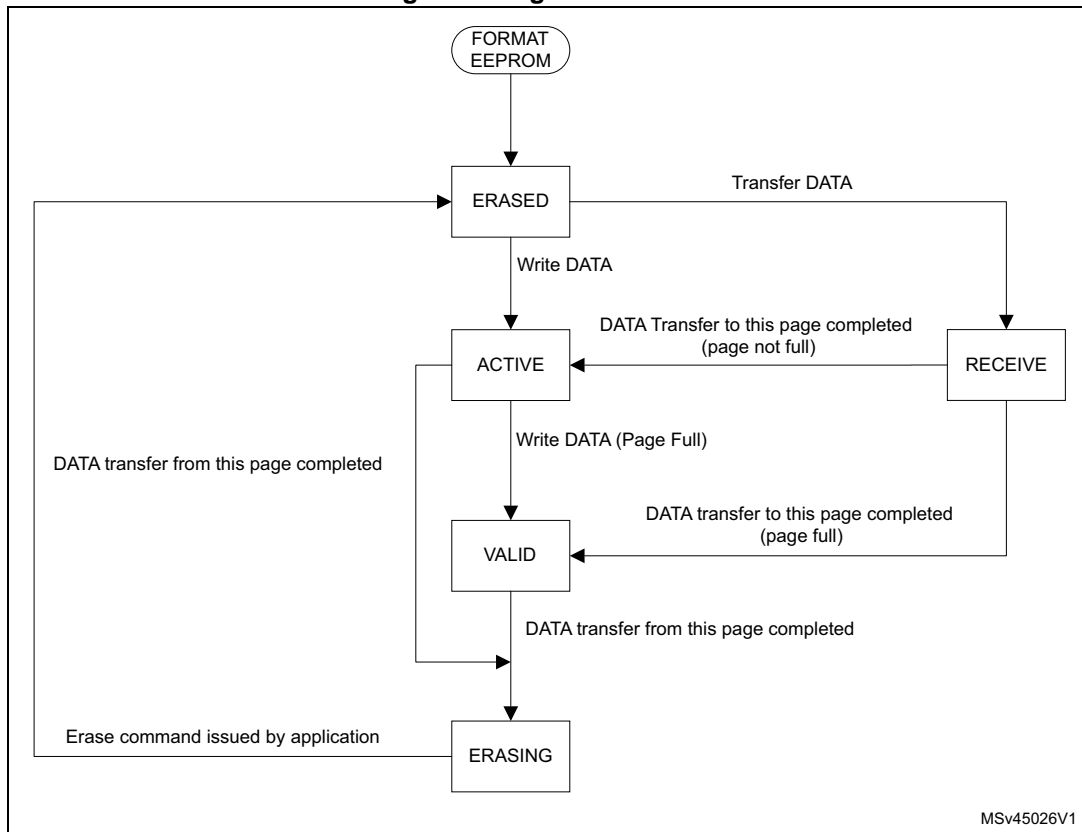 FORMAT
EEPROM
ERASED
Transfer DATA
Write DATA
DATA Transfer to this page completed
(page not full)
ACTIVE
RECEIVE
Write DATA (Page Full)
DATA transfer from this page completed
DATA transfer to this page completed
(page full)
VALID
DATA transfer from this page completed
Erase command issued by application
ERASING
MSv45026V1